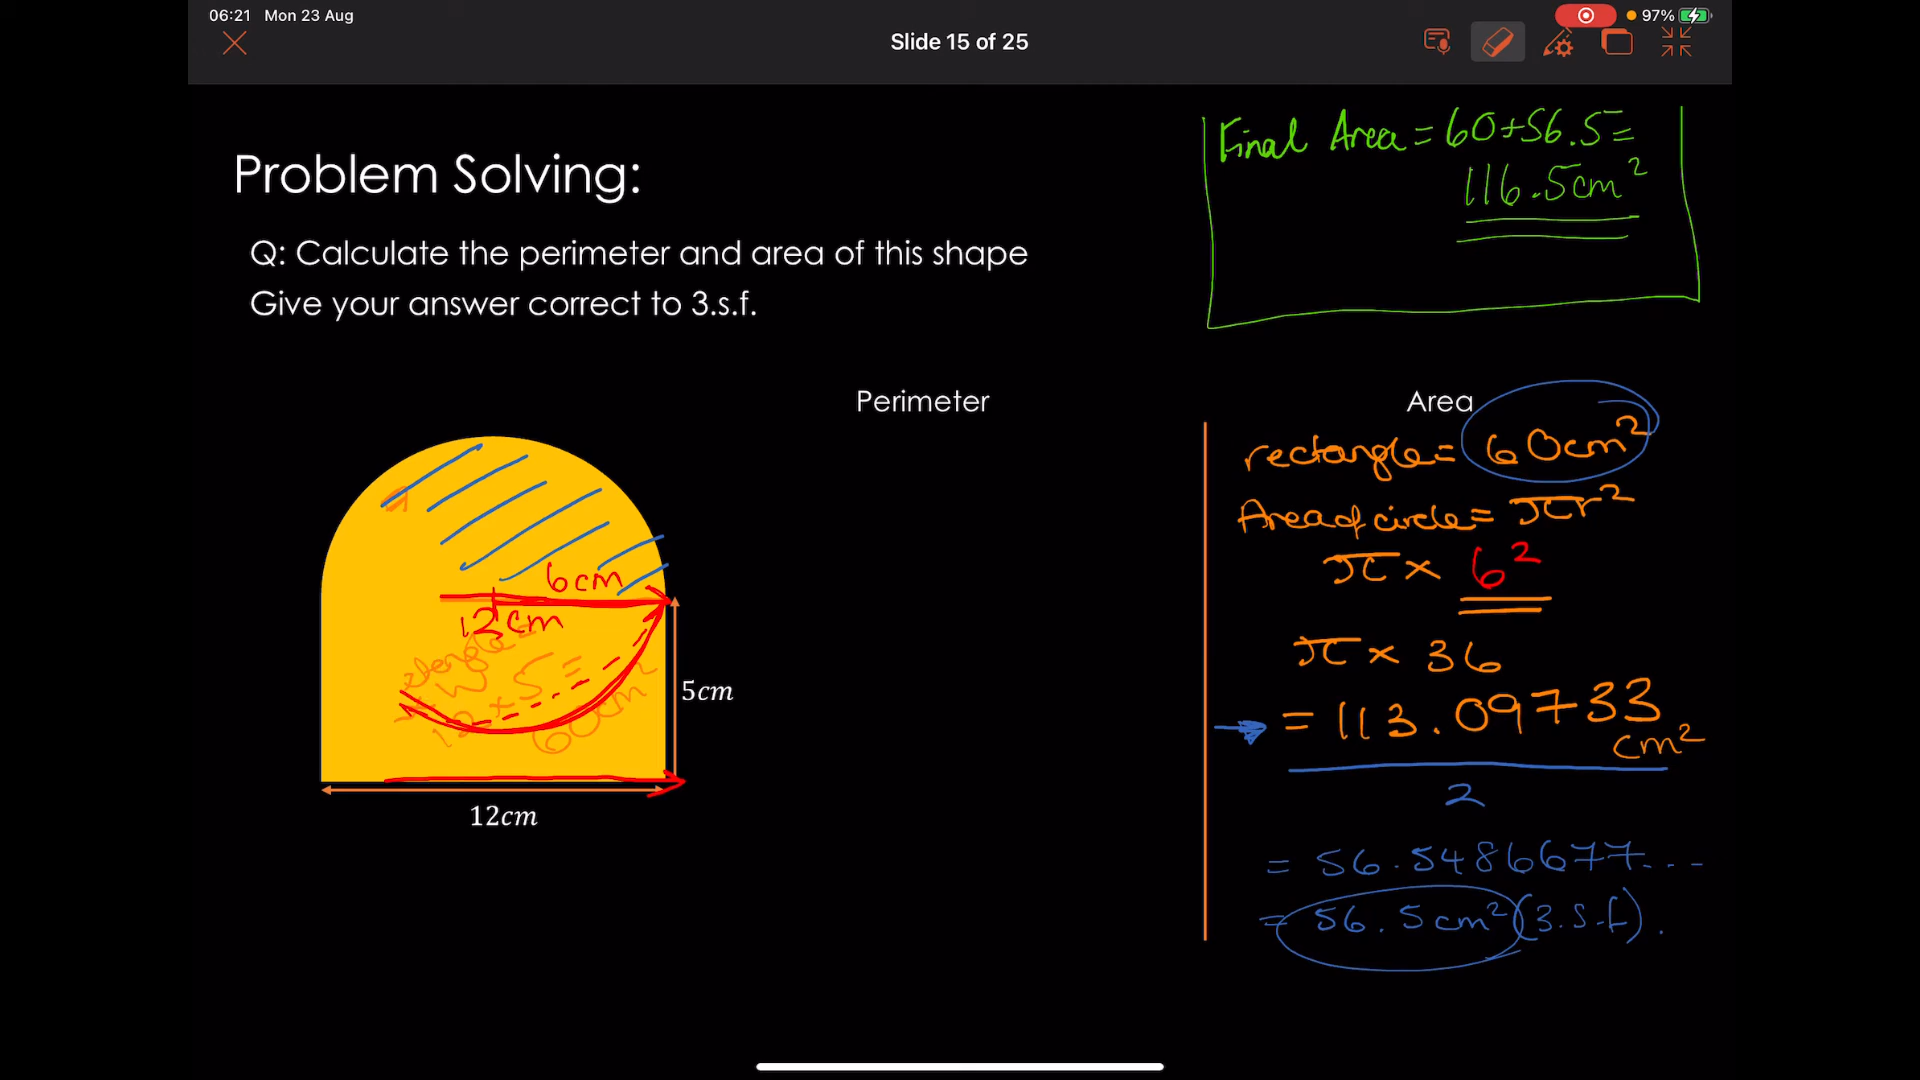 06:21 Mon 23 Aug
97%
Slide 15 of 25
Final Area = 60+56.5=
116.5cm²
Problem Solving:
Q: Calculate the perimeter and area of this shape
Give your answer correct to 3.s.f.
Perimeter
Area
rectangle= 60cm²
Area of circle= πr²
π × 6²
π × 36
= 113.09733
cm²
2
= 56.5486677...
= 56.5cm² (3.s.f).
6cm
12cm
5cm
12cm